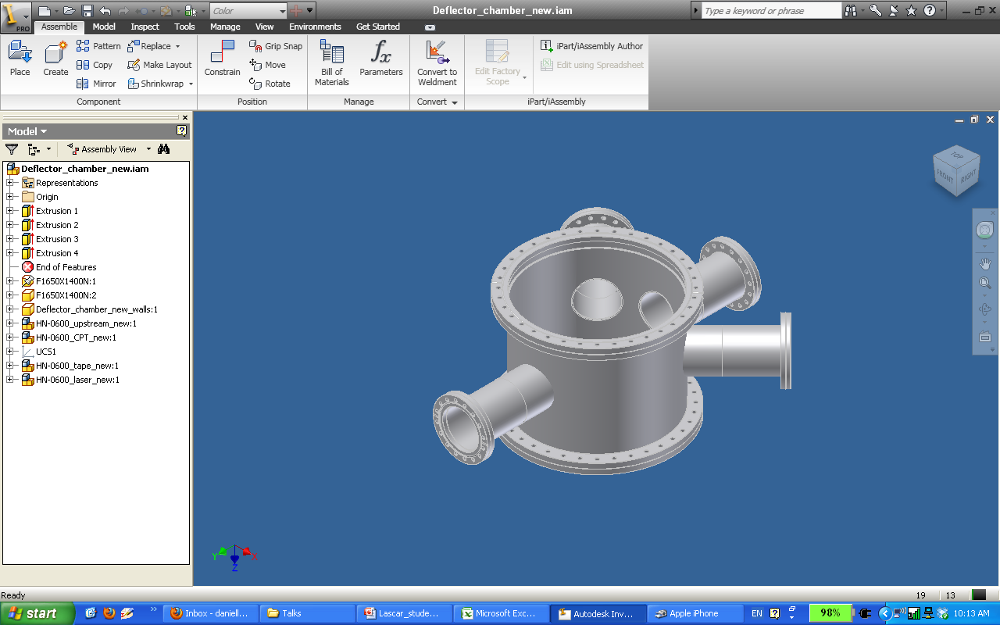 Color
Deflector_chamber_new.iam
Type a keyword or phrase
PRO
Assemble Model Inspect Tools Manage View Environments Get Started
Pattern Replace Grip Snap iPart/iAssembly Author
Place Create Copy Make Layout Constrain Move Bill of Materials Parameters Convert to Weldment Edit Factory Scope Edit using Spreadsheet
Mirror Shrinkwrap Rotate
Component Position Manage Convert iPart/iAssembly
Model
Assembly View
Deflector_chamber_new.iam
Representations
Origin
Extrusion 1
Extrusion 2
Extrusion 3
Extrusion 4
End of Features
F1650X1400N:1
F1650X1400N:2
Deflector_chamber_new_walls:1
HN-0600_upstream_new:1
HN-0600_CPT_new:1
UCS1
HN-0600_tape_new:1
HN-0600_laser_new:1
TOP
FRONT RIGHT
Y X
Z
Ready 19 13
start Inbox - daniell... Talks Lascar_stude... Microsoft Exc... Autodesk Inv... Apple iPhone EN 98% 10:13 AM